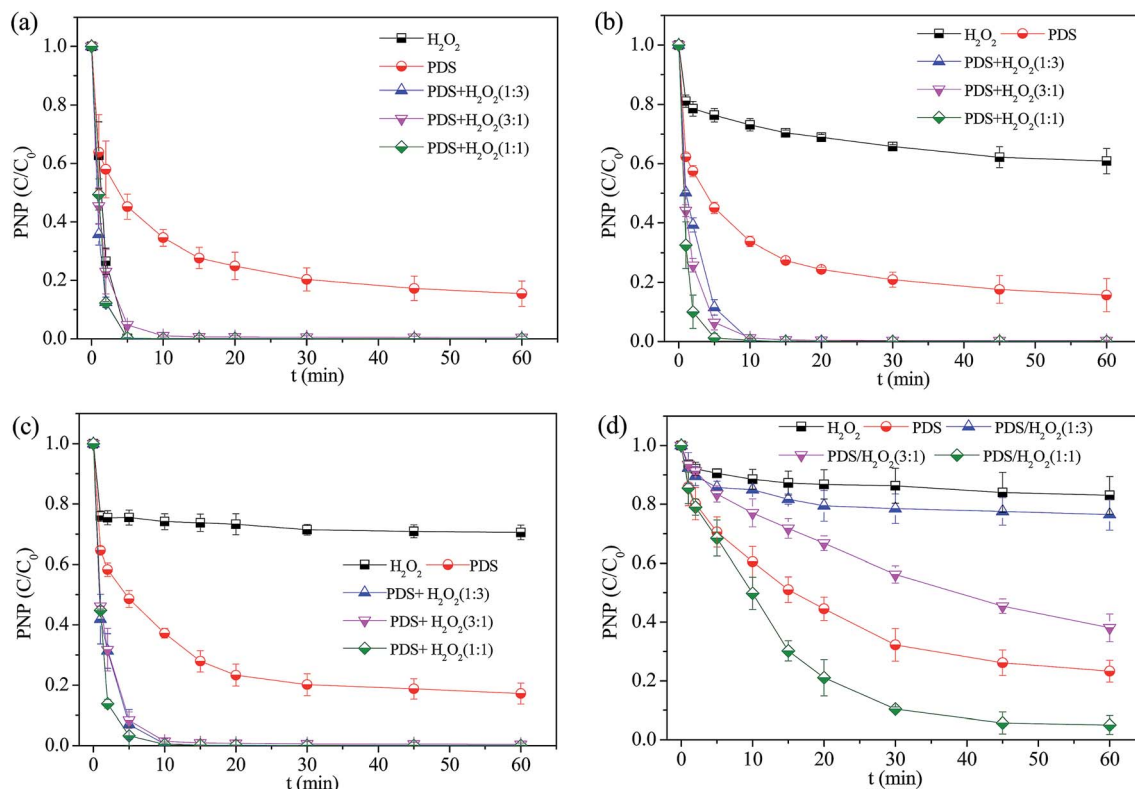 (a)
H₂O₂
PDS
PDS+H₂O₂(1:3)
PDS+H₂O₂(3:1)
PDS+H₂O₂(1:1)
PNP (C/C₀)
1.0
0.8
0.6
0.4
0.2
0.0
0 10 20 30 40 50 60
t (min)
(b)
H₂O₂ PDS
PDS+H₂O₂(1:3)
PDS+H₂O₂(3:1)
PDS+H₂O₂(1:1)
PNP (C/C₀)
1.0
0.8
0.6
0.4
0.2
0.0
0 10 20 30 40 50 60
t (min)
(c)
H₂O₂ PDS
PDS+ H₂O₂(1:3)
PDS+ H₂O₂(3:1)
PDS+ H₂O₂(1:1)
PNP (C/C₀)
1.0
0.8
0.6
0.4
0.2
0.0
0 10 20 30 40 50 60
t (min)
(d)
H₂O₂ PDS PDS/H₂O₂(1:3)
PDS/H₂O₂(3:1) PDS/H₂O₂(1:1)
PNP (C/C₀)
1.0
0.8
0.6
0.4
0.2
0.0
0 10 20 30 40 50 60
t (min)